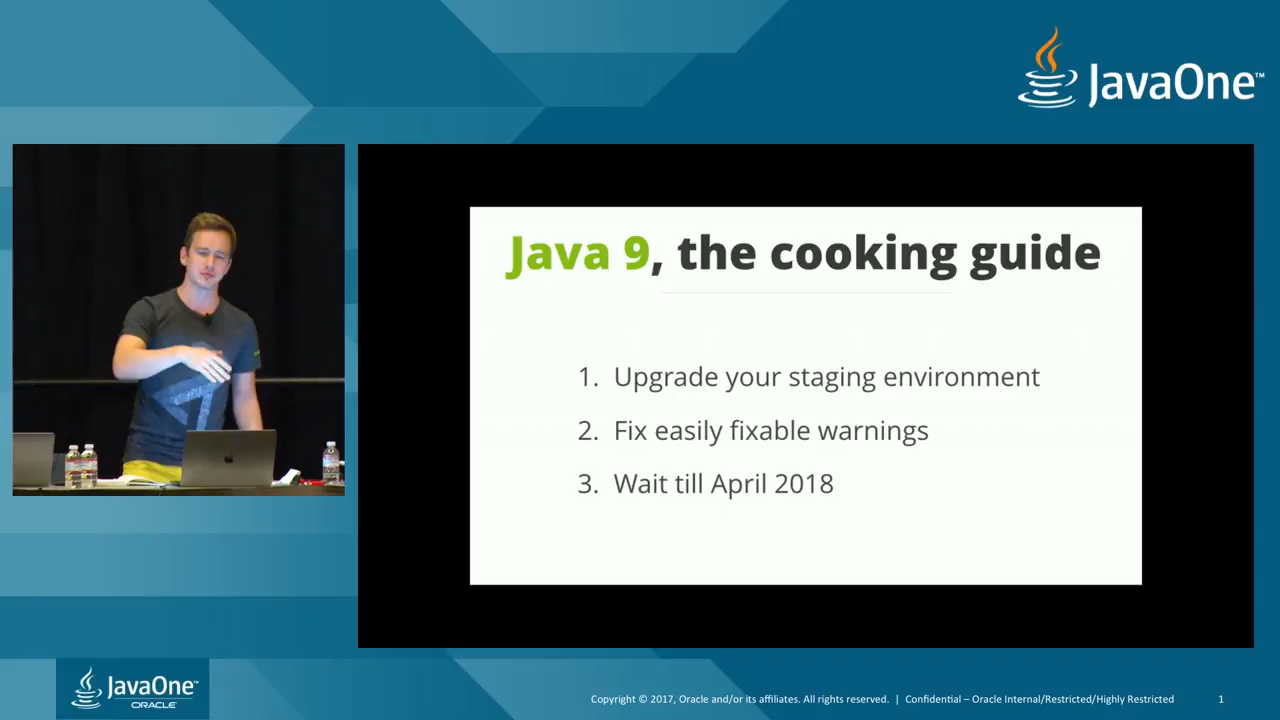 JavaOne™
Java 9, the cooking guide
1. Upgrade your staging environment
2. Fix easily fixable warnings
3. Wait till April 2018
JavaOne™
ORACLE
Copyright © 2017, Oracle and/or its affiliates. All rights reserved. | Confidential – Oracle Internal/Restricted/Highly Restricted 1